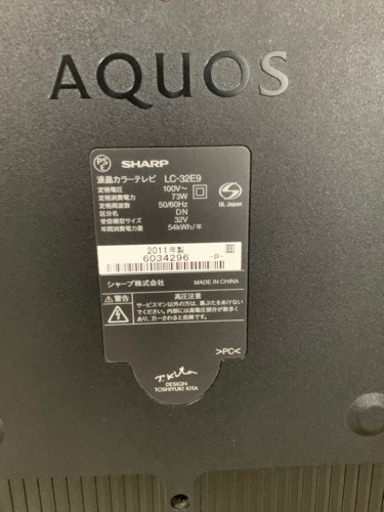 AQUOS
PS
E
SHARP
液晶カラーテレビ LC-32E9
定格電圧 100V～
定格消費電力 73W
定格周波数 50/60Hz
区分名 DN
受信機型サイズ 32V
年間消費電力量 54kWh/年
S
UL Japan
2011年製
6034296 -P-
シャープ株式会社 MADE IN CHINA
警告 高圧注意
サービスマン以外の方は、裏ぶたをあけないで
ください。内部には高電圧部分が数多く
あり、万一さわると危険です。
>PC<
T. Kita
DESIGN
TOSHIYUKI KITA